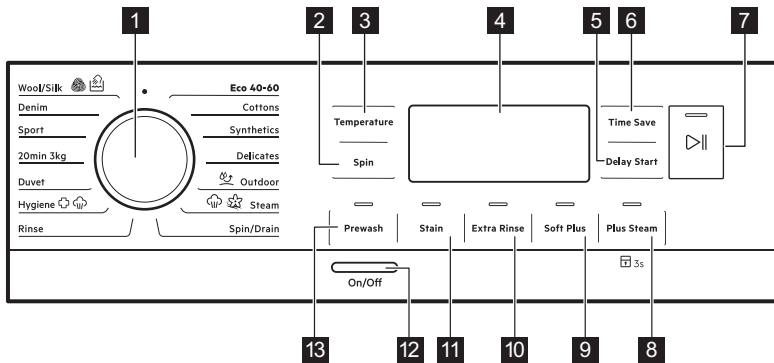 1
2
3
4
5
6
7
Wool/Silk
Denim
Sport
20min 3kg
Duvet
Hygiene
Rinse
Eco 40-60
Cottons
Synthetics
Delicates
Outdoor
Steam
Spin/Drain
Temperature
Spin
Time Save
Delay Start
Prewash
Stain
Extra Rinse
Soft Plus
Plus Steam
3s
On/Off
13
12
11
10
9
8